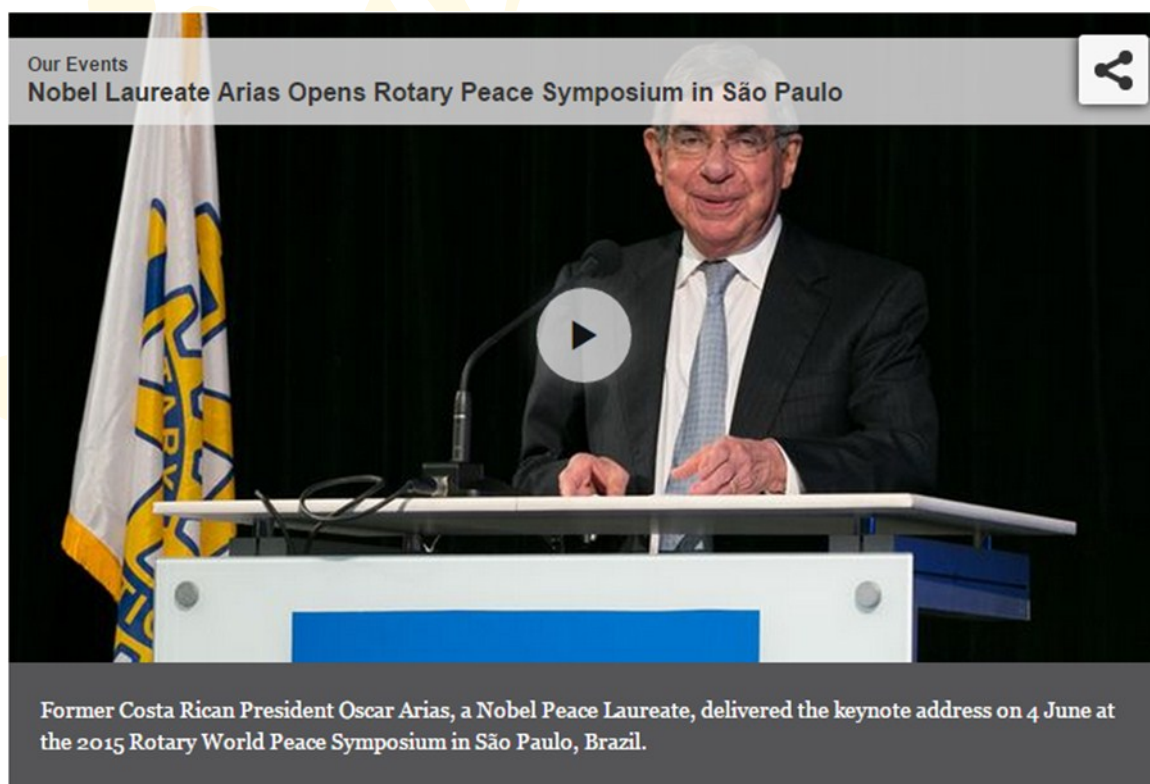 Our Events
Nobel Laureate Arias Opens Rotary Peace Symposium in São Paulo
Former Costa Rican President Oscar Arias, a Nobel Peace Laureate, delivered the keynote address on 4 June at
the 2015 Rotary World Peace Symposium in São Paulo, Brazil.